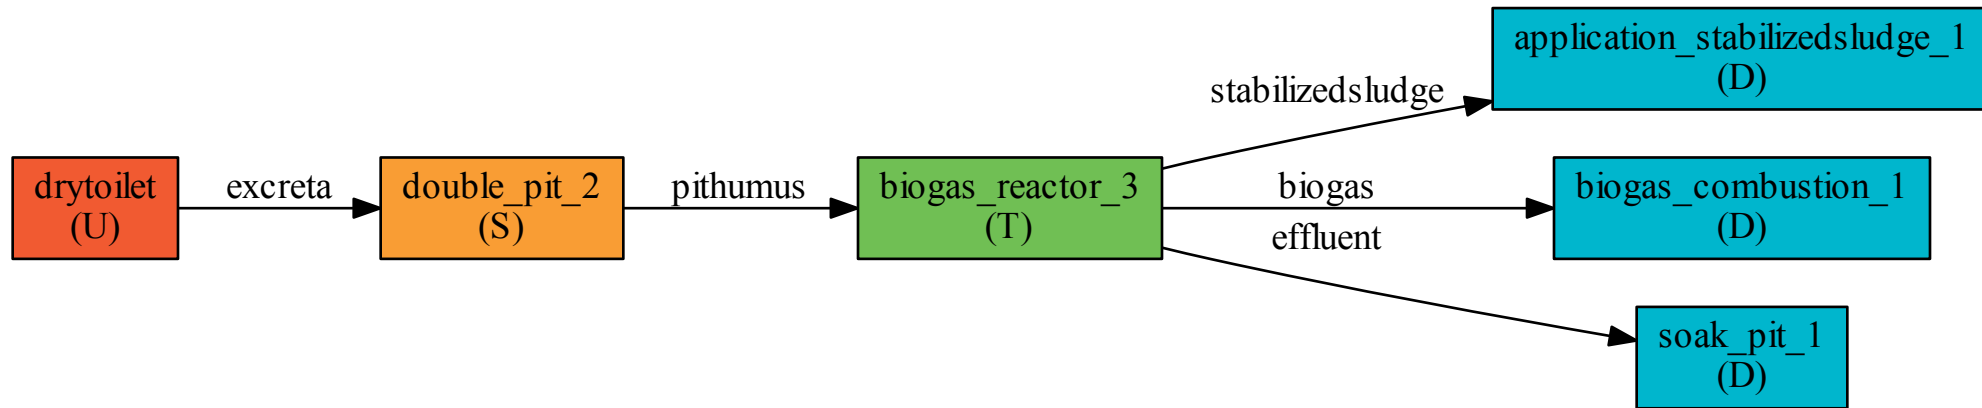 drytoilet
(U)
excreta
double_pit_2
(S)
pithumus
biogas_reactor_3
(T)
stabilizedsludge
application_stabilizedsludge_1
(D)
biogas
biogas_combustion_1
(D)
effluent
soak_pit_1
(D)